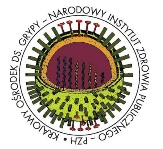 KRAJOWY OŚRODEK DS. GRYPY - NARODOWY INSTYTUT ZDROWIA PUBLICZNEGO - PZH •